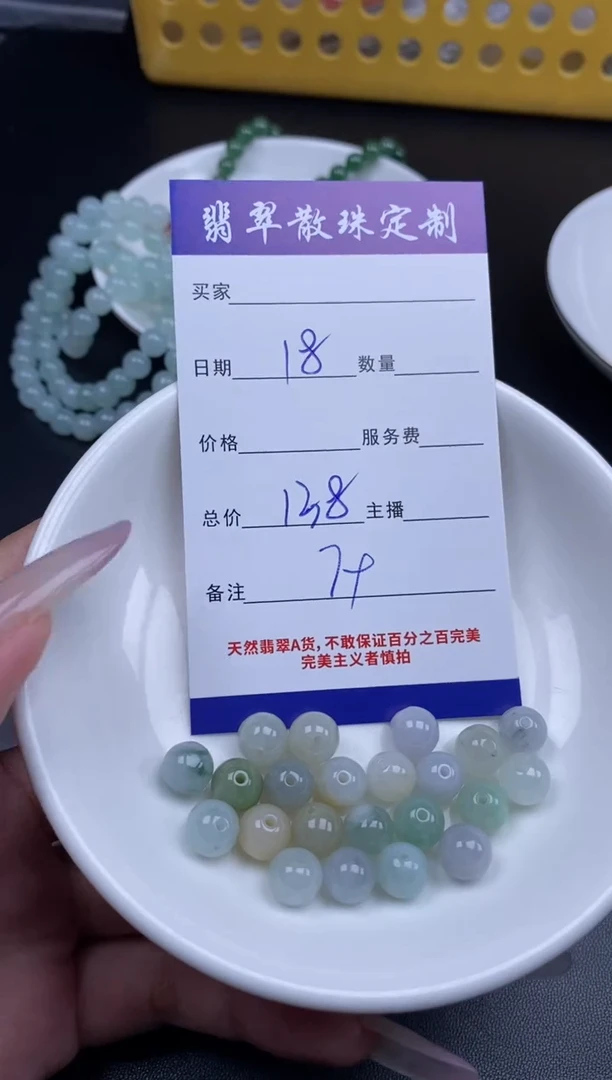 翡翠散珠定制
买家
日期 18 数量
价格 服务费
总价 138 主播
备注
天然翡翠A货,不敢保证百分之百完美
完美主义者慎拍